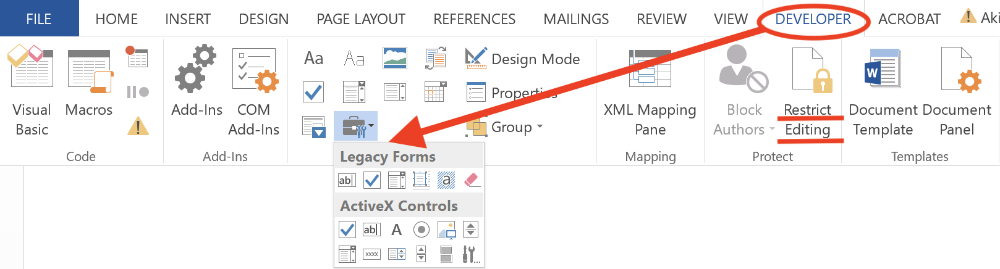 FILE HOME INSERT DESIGN PAGE LAYOUT REFERENCES MAILINGS REVIEW VIEW DEVELOPER ACROBAT Aki
Aa Aa Design Mode
Properties
Visual Basic
Macros
Add-Ins
COM Add-Ins
Group
XML Mapping Pane
Block Authors
Restrict Editing
Document Template
Document Panel
Code Add-Ins Mapping Protect Templates
Legacy Forms
ab| a
ActiveX Controls
ab| A
xxxx ...